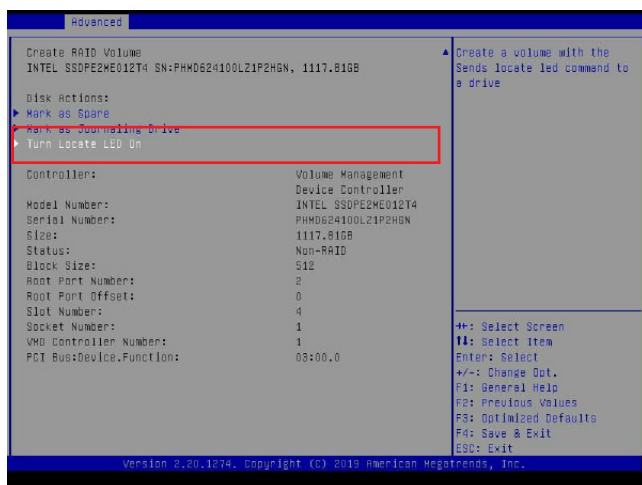 Advanced
Create RAID Volume
INTEL SSDPE2ME012T4 SN:PHMD624100LZ1P2HGN, 1117.81GB
Disk Actions:
Mark as Spare
Mark as Journaling Drive
Turn Locate LED On
Controller: Volume Management
Device Controller
Model Number: INTEL SSDPE2ME012T4
Serial Number: PHMD624100LZ1P2HGN
Size: 1117.81GB
Status: Non-RAID
Block Size: 512
Root Port Number: 2
Root Port Offset: 0
Slot Number: 4
Socket Number: 1
VMD Controller Number: 1
PCI Bus:Device.Function: 03:00.0
Create a volume with the
Sends locate led command to
a drive
: Select Screen
: Select Item
Enter: Select
+/-: Change Opt.
F1: General Help
F2: Previous Values
F3: Optimized Defaults
F4: Save & Exit
ESC: Exit
Version 2.20.1274. Copyright (C) 2019 American Megatrends, Inc.